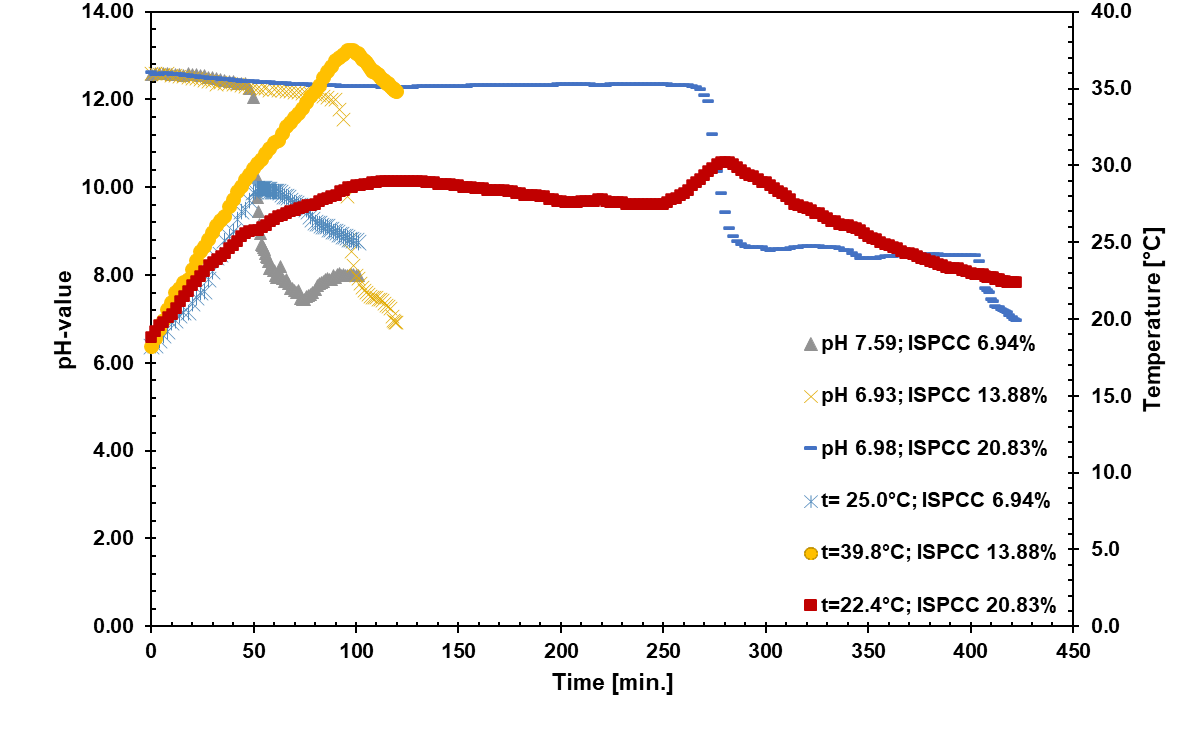 14.00
12.00
10.00
8.00
6.00
4.00
2.00
0.00
pH-value
40.0
35.0
30.0
25.0
20.0
15.0
10.0
5.0
0.0
Temperature [°C]
pH 7.59; ISPCC 6.94%
pH 6.93; ISPCC 13.88%
pH 6.98; ISPCC 20.83%
t= 25.0°C; ISPCC 6.94%
t=39.8°C; ISPCC 13.88%
t=22.4°C; ISPCC 20.83%
0 50 100 150 200 250 300 350 400 450
Time [min.]